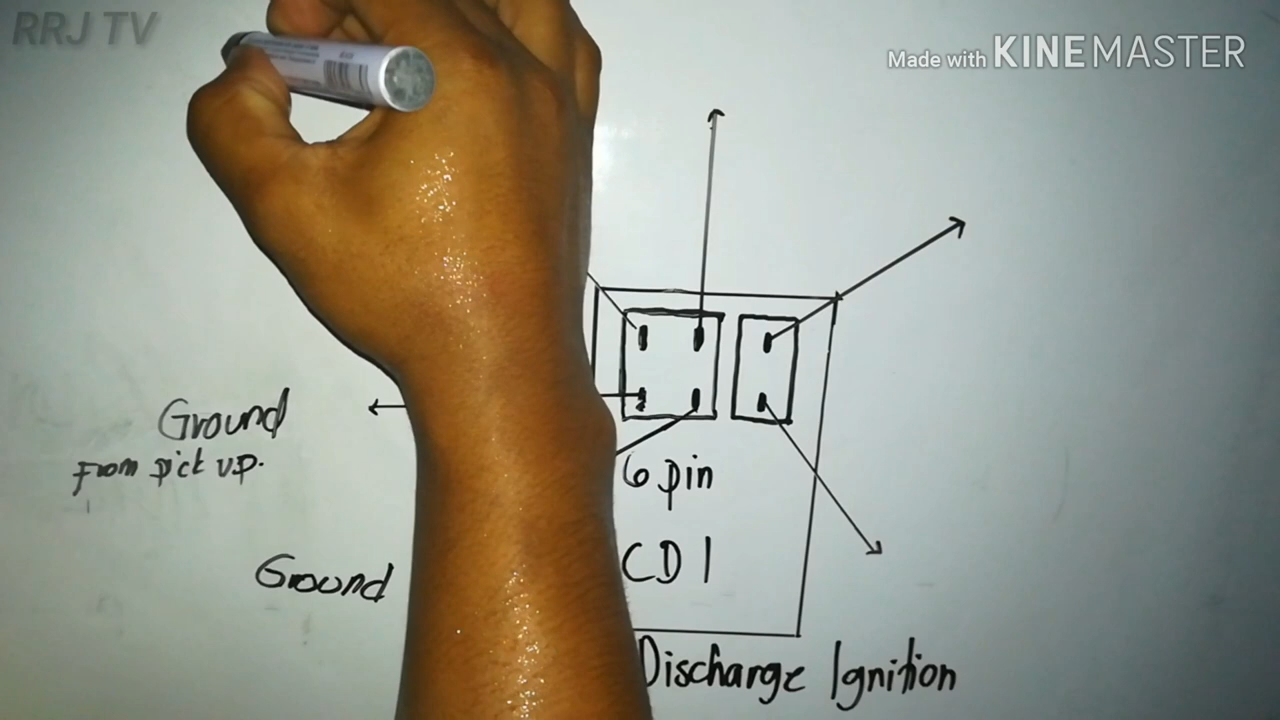 RRJ TV
Made with KINEMASTER
Ground
From pick up.
Ground
6 pin
CDI
Discharge Ignition